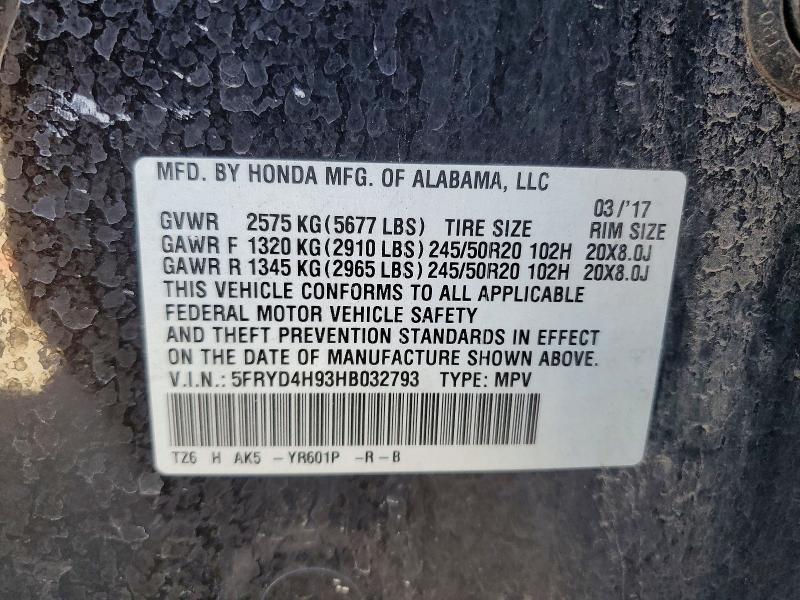 MFD. BY HONDA MFG. OF ALABAMA, LLC
03/'17
GVWR 2575 KG(5677 LBS) TIRE SIZE RIM SIZE
GAWR F 1320 KG(2910 LBS) 245/50R20 102H 20X8.0J
GAWR R 1345 KG(2965 LBS) 245/50R20 102H 20X8.0J
THIS VEHICLE CONFORMS TO ALL APPLICABLE
FEDERAL MOTOR VEHICLE SAFETY
AND THEFT PREVENTION STANDARDS IN EFFECT
ON THE DATE OF MANUFACTURE SHOWN ABOVE.
V.I.N.: 5FRYD4H93HB032793 TYPE: MPV
TZ6 H AK5 -YR601P -R-B